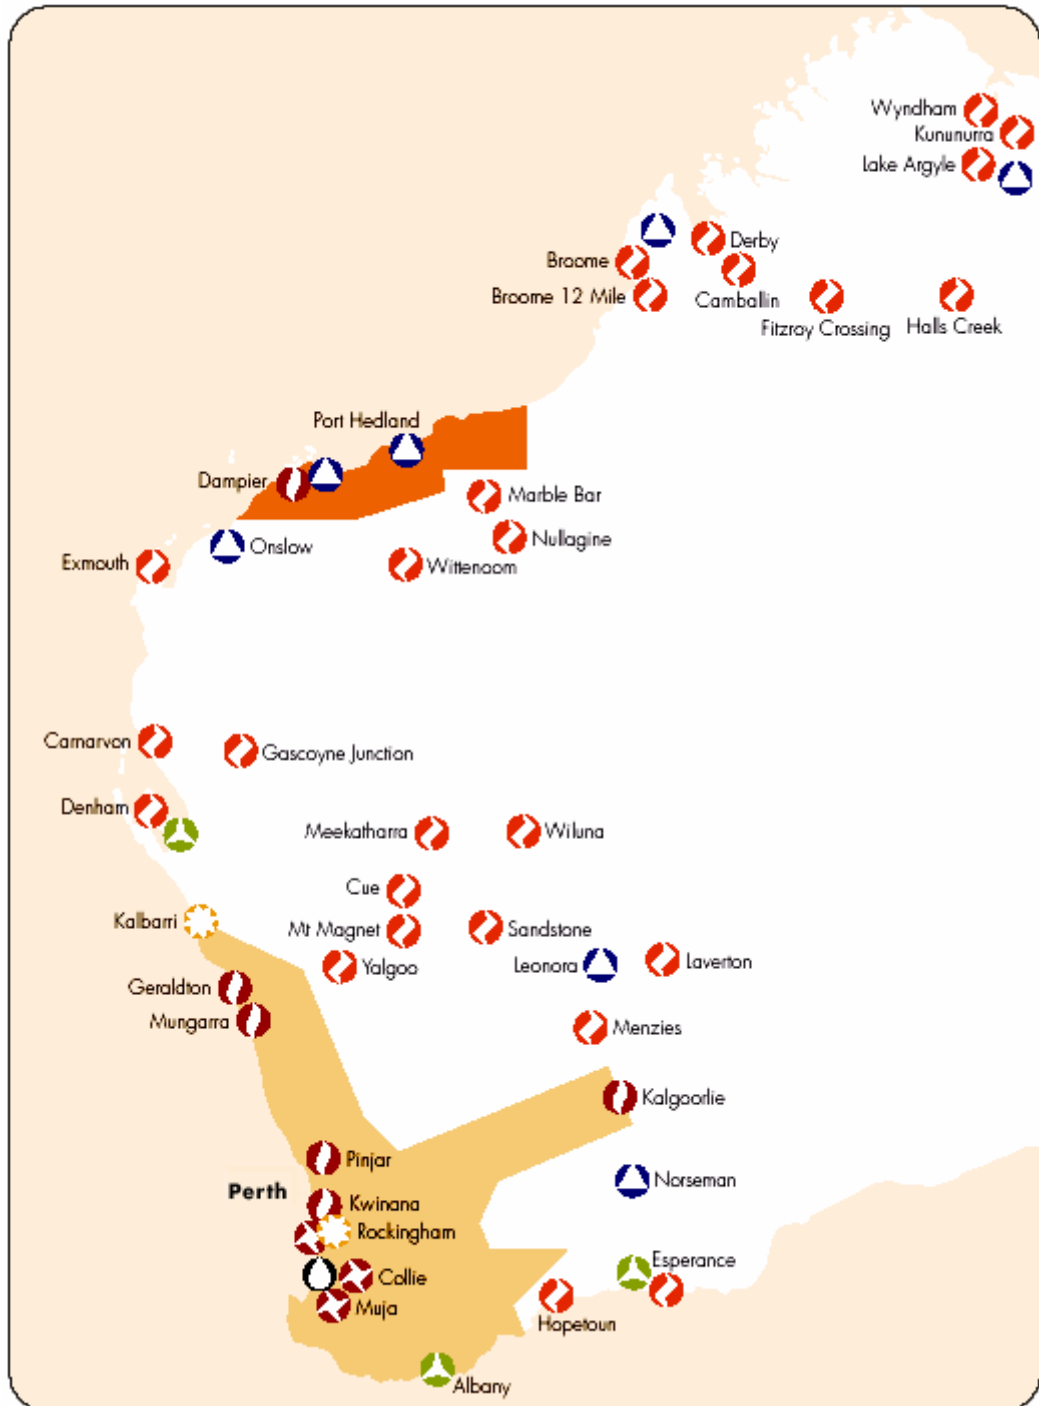 Wyndham
Kununurra
Lake Argyle
Derby
Broome
Broome 12 Mile
Camballin
Fitzroy Crossing
Halls Creek
Port Hedland
Dampier
Marble Bar
Nullagine
Onslow
Exmouth
Wittenoom
Carnarvon
Gascoyne Junction
Denham
Meekatharra
Wiluna
Cue
Kalbarri
Mt Magnet
Sandstone
Yalgoo
Leonora
Laverton
Geraldton
Mungarra
Menzies
Kalgoorlie
Pinjar
Perth
Norseman
Kwinana
Rockingham
Esperance
Collie
Muja
Hopetoun
Albany